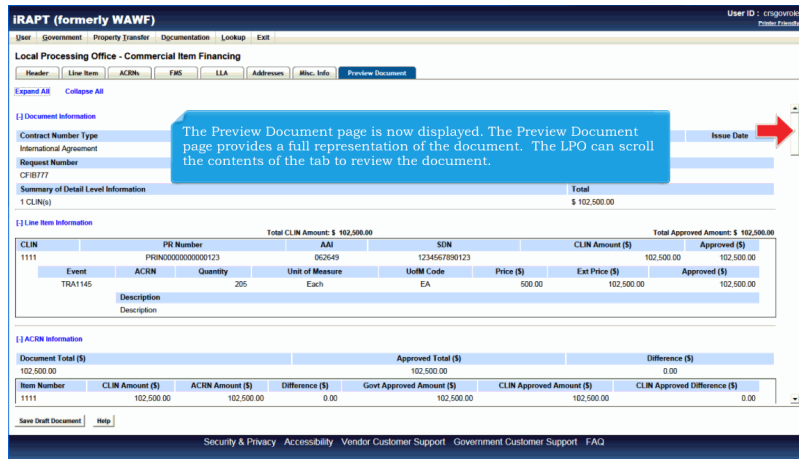 iRAPT (formerly WAWF)
User ID : crsgovrole
Printer Friendly
User Government Property Transfer Documentation Lookup Exit
Local Processing Office - Commercial Item Financing
Header Line Item ACRNs FMS LLA Addresses Misc. Info Preview Document
Expand All Collapse All
[-] Document Information
Contract Number Type Issue Date
International Agreement
Request Number
CFIB777
The Preview Document page is now displayed. The Preview Document
page provides a full representation of the document. The LPO can scroll
the contents of the tab to review the document.
Summary of Detail Level Information Total
1 CLIN(s) $ 102,500.00
[-] Line Item Information
Total CLIN Amount: $ 102,500.00 Total Approved Amount: $ 102,500.00
CLIN PR Number AAI SDN CLIN Amount ($) Approved ($)
1111 PRIN00000000000123 062649 1234567890123 102,500.00 102,500.00
Event ACRN Quantity Unit of Measure UofM Code Price ($) Ext Price ($) Approved ($)
TRA1145 205 Each EA 500.00 102,500.00 102,500.00
Description
Description
[-] ACRN Information
Document Total ($) Approved Total ($) Difference ($)
102,500.00 102,500.00 0.00
Item Number CLIN Amount ($) ACRN Amount ($) Difference ($) Govt Approved Amount ($) CLIN Approved Amount ($) CLIN Approved Difference ($)
1111 102,500.00 102,500.00 0.00 102,500.00 102,500.00 0.00
Save Draft Document Help
Security & Privacy Accessibility Vendor Customer Support Government Customer Support FAQ